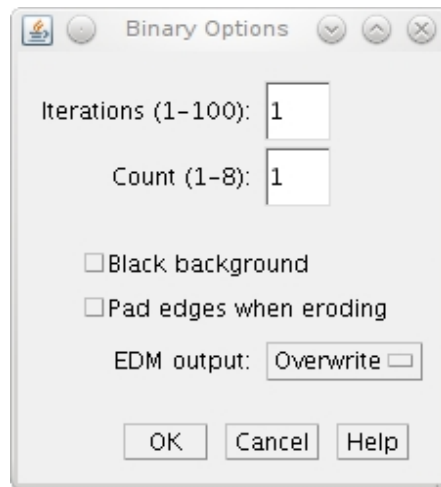 Binary Options
Iterations (1-100): 1
Count (1-8): 1
Black background
Pad edges when eroding
EDM output: Overwrite
OK Cancel Help